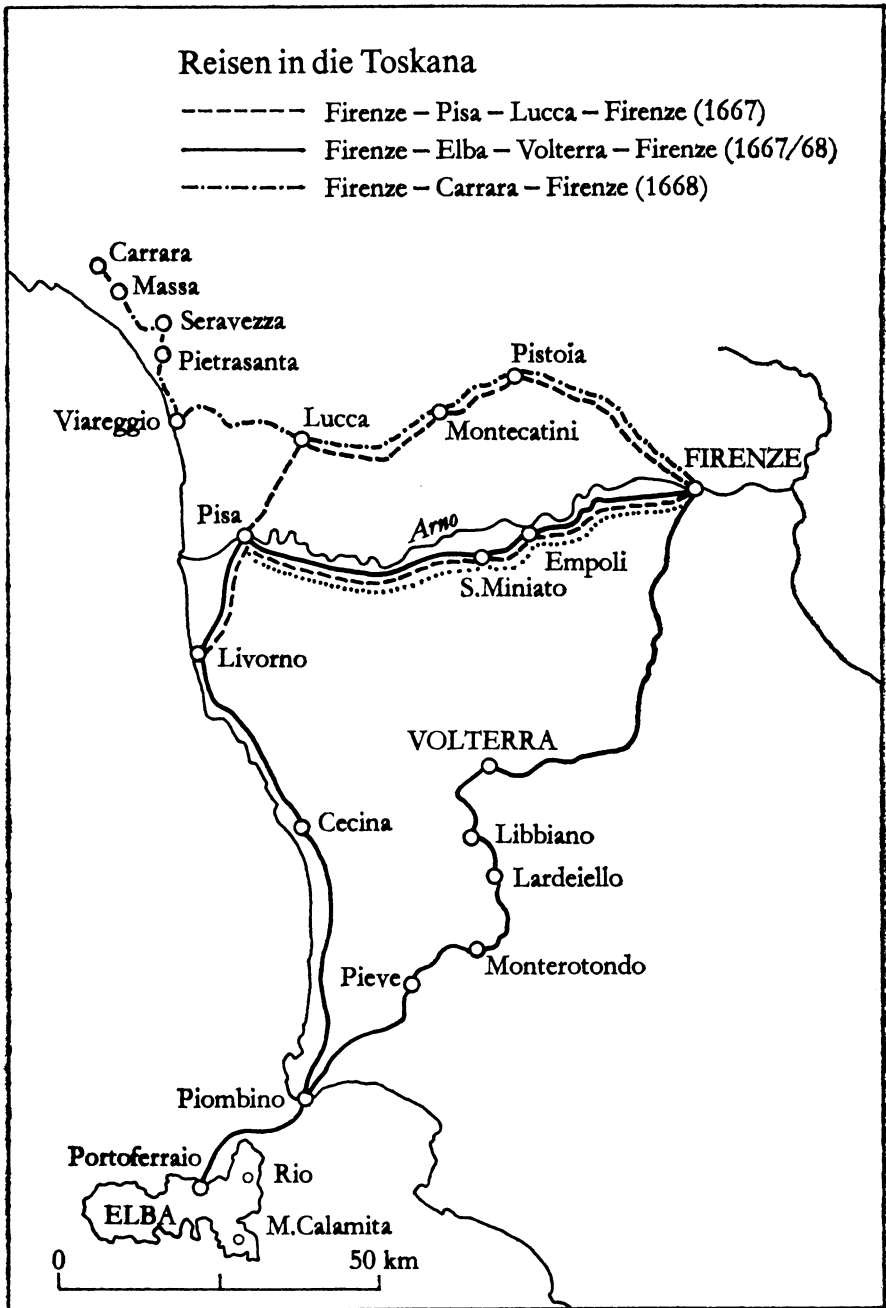 Reisen in die Toskana
Firenze – Pisa – Lucca – Firenze (1667)
Firenze – Elba – Volterra – Firenze (1667/68)
Firenze – Carrara – Firenze (1668)
Carrara
Massa
Seravezza
Pietrasanta
Pistoia
Viareggio
Lucca
Montecatini
FIRENZE
Pisa
Arno
Empoli
S.Miniato
Livorno
VOLTERRA
Cecina
Libbiano
Lardeiello
Monterotondo
Pieve
Piombino
Portoferraio
Rio
ELBA
M.Calamita
0 50 km